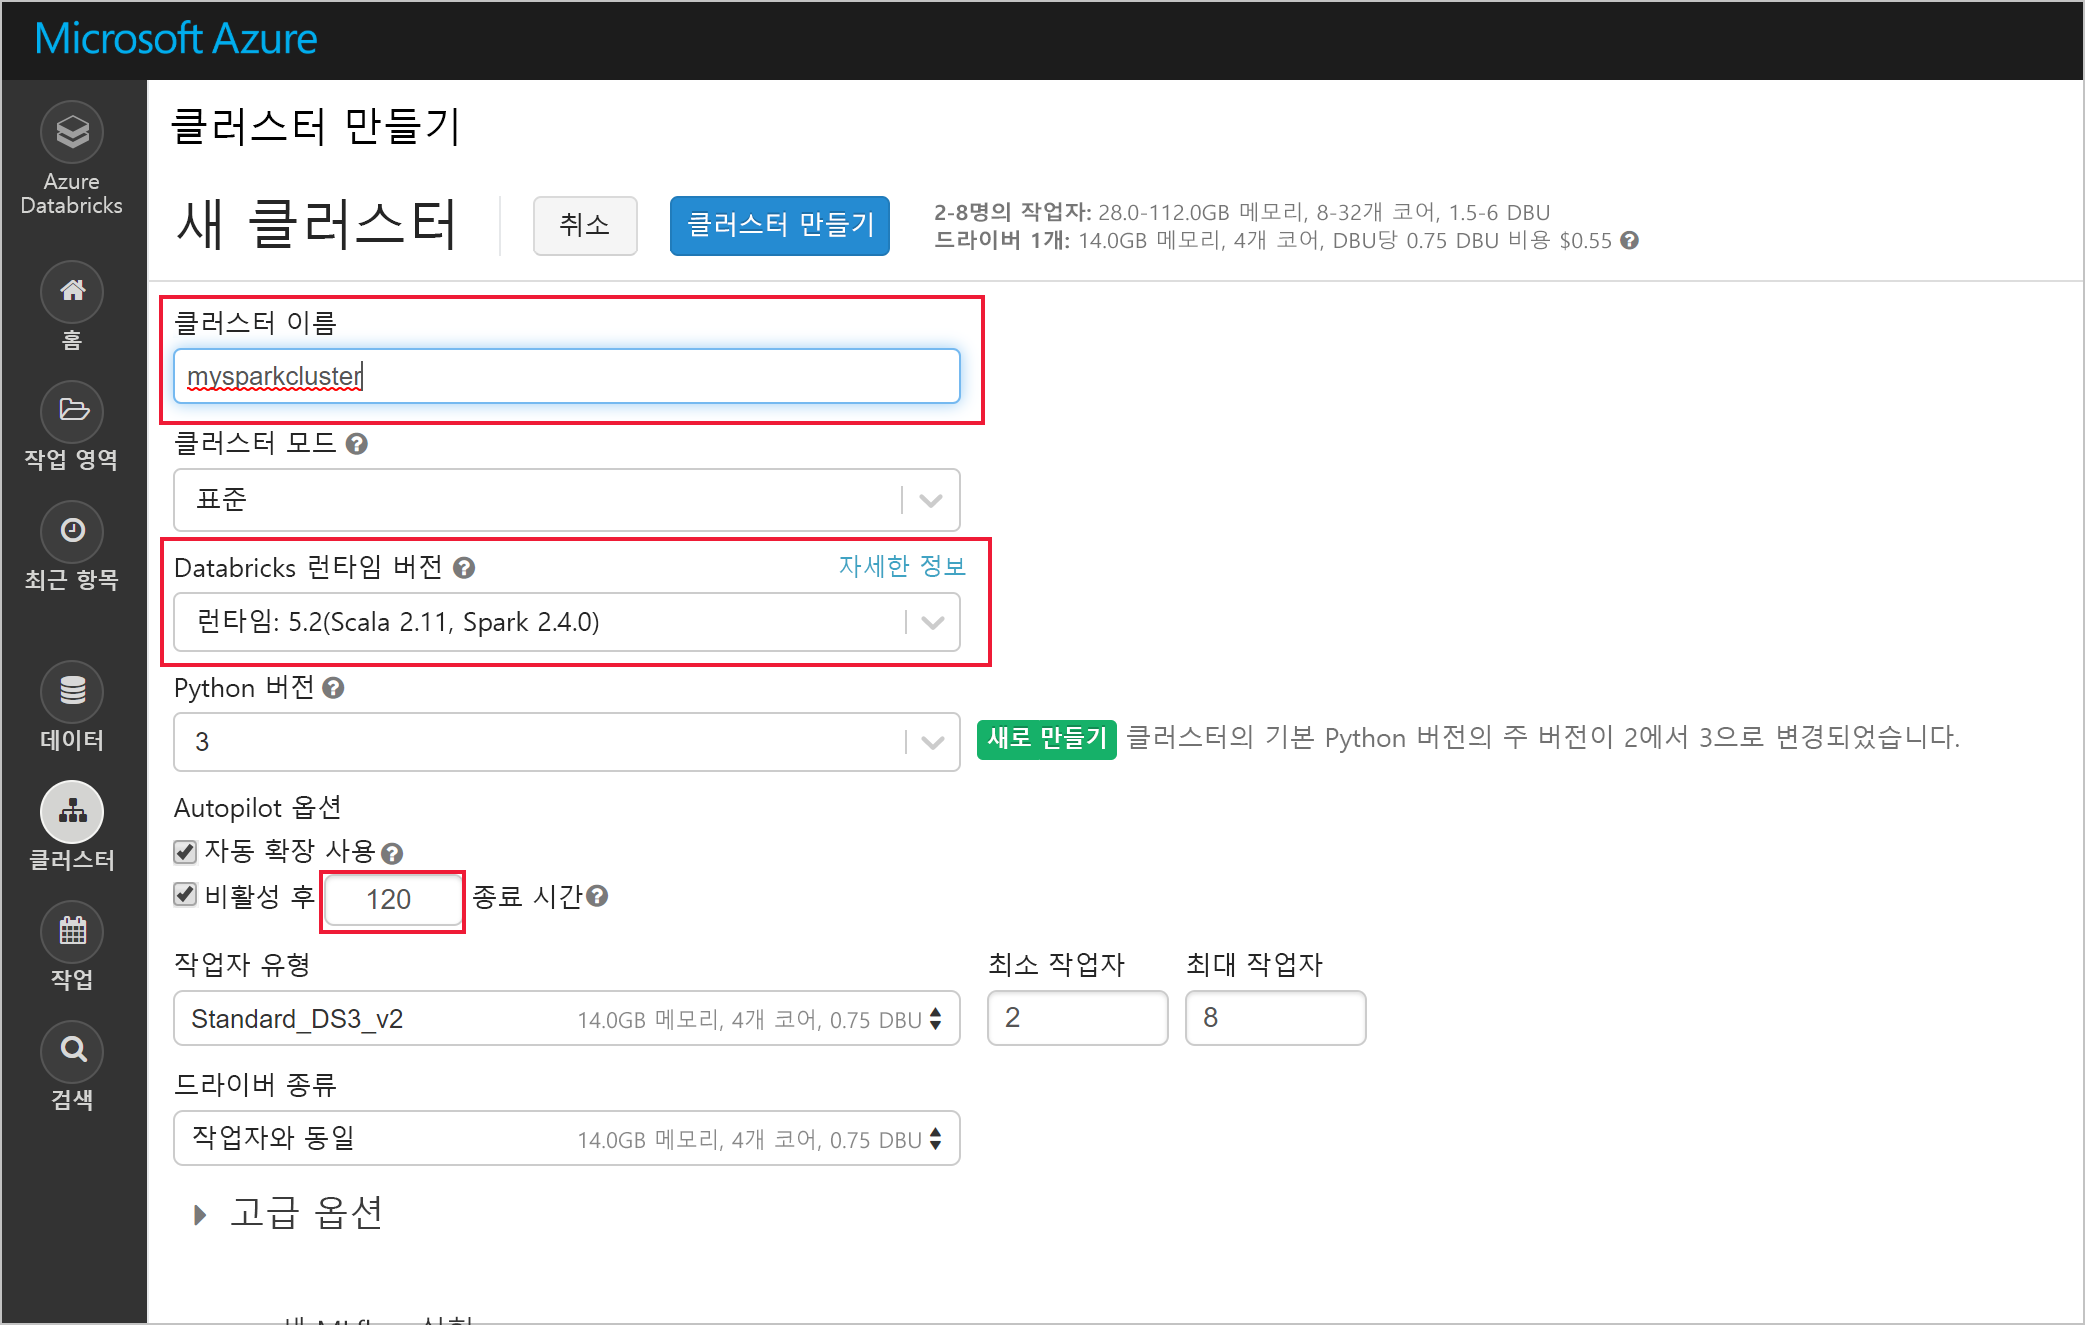 Microsoft Azure
Azure
Databricks
홈
작업 영역
최근 항목
데이터
클러스터
작업
검색
클러스터 만들기
새 클러스터
취소
클러스터 만들기
2-8명의 작업자: 28.0-112.0GB 메모리, 8-32개 코어, 1.5-6 DBU
드라이버 1개: 14.0GB 메모리, 4개 코어, DBU당 0.75 DBU 비용 $0.55
클러스터 이름
mysparkcluster
클러스터 모드
표준
Databricks 런타임 버전 자세한 정보
런타임: 5.2(Scala 2.11, Spark 2.4.0)
Python 버전
3 새로 만들기 클러스터의 기본 Python 버전의 주 버전이 2에서 3으로 변경되었습니다.
Autopilot 옵션
자동 확장 사용
비활성 후 120 종료 시간
작업자 유형 최소 작업자 최대 작업자
Standard_DS3_v2 14.0GB 메모리, 4개 코어, 0.75 DBU 2 8
드라이버 종류
작업자와 동일 14.0GB 메모리, 4개 코어, 0.75 DBU
고급 옵션